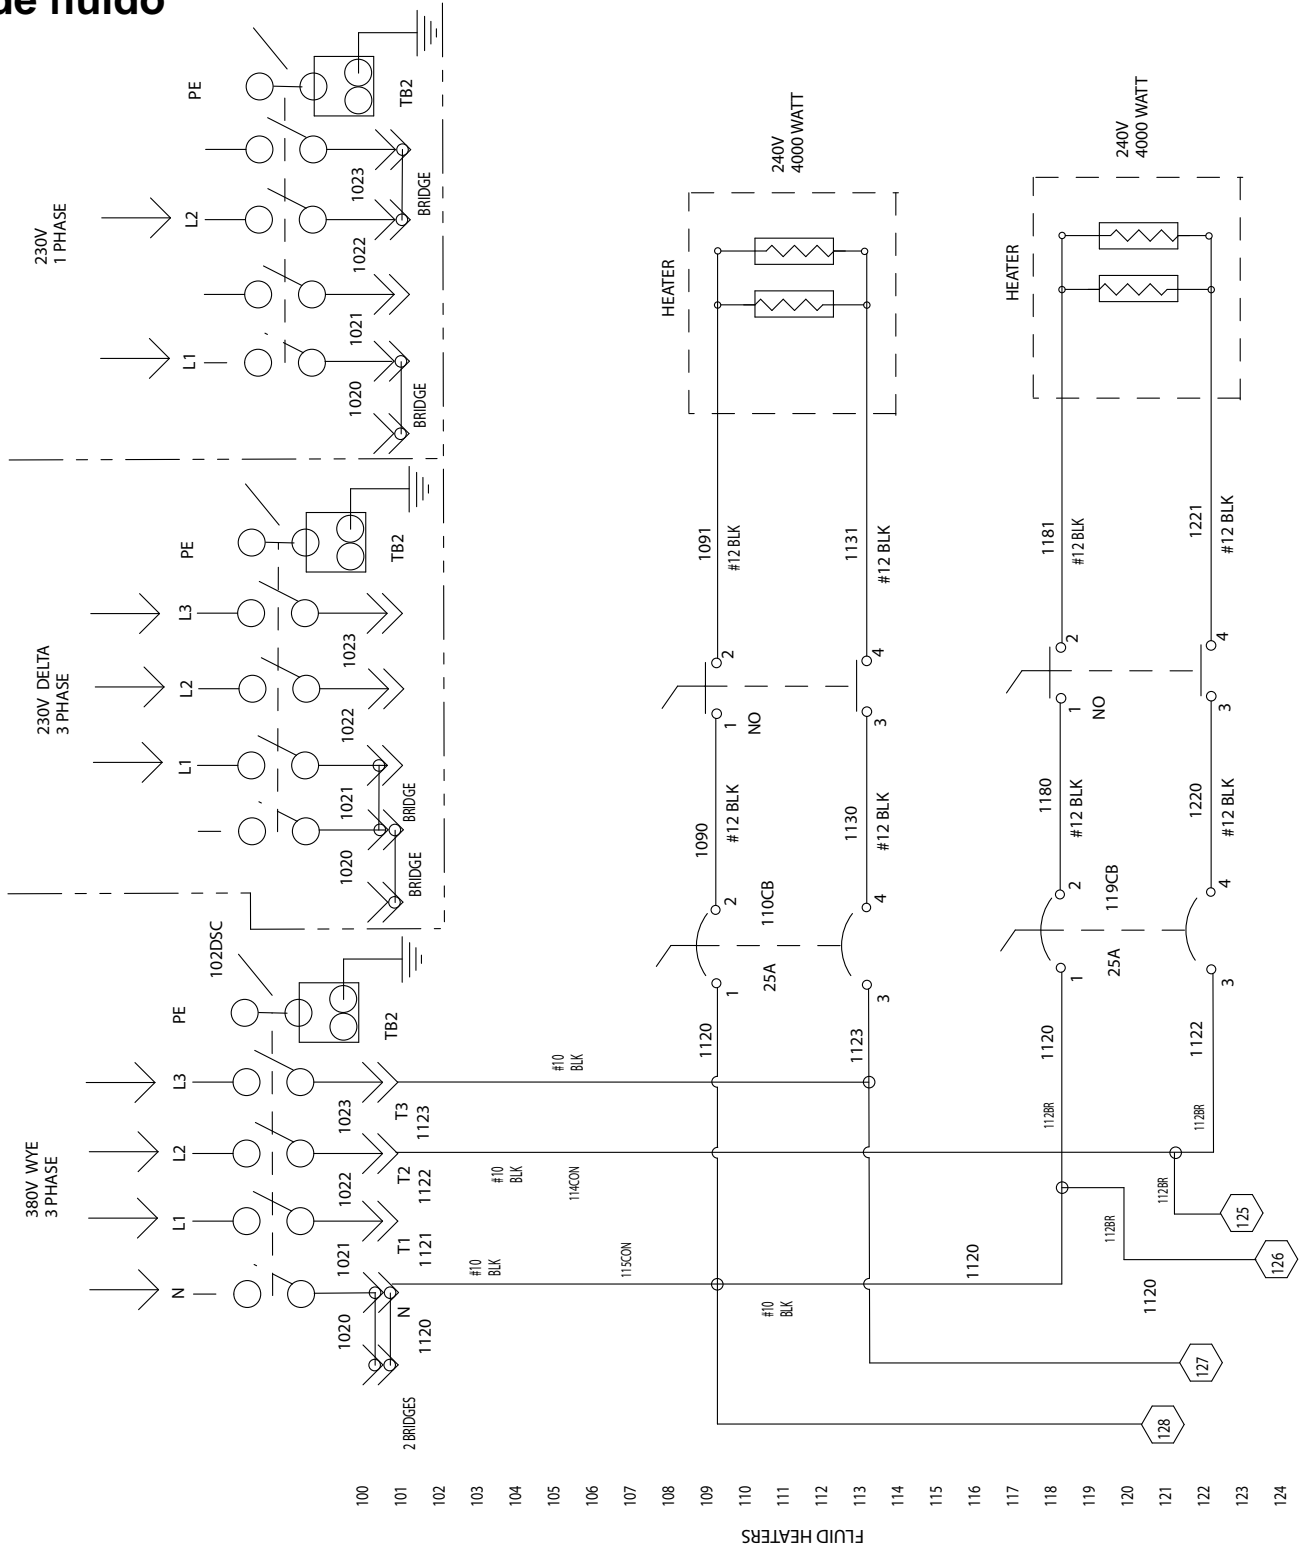 de fluido
380V WYE
3 PHASE
N
L1
L2
L3
PE
102DSC
1020
1021
1022
1023
TB2
N
1120
T1
1121
T2
1122
T3
1123
2 BRIDGES
230V DELTA
3 PHASE
L1
L2
L3
PE
1020
1021
1022
1023
TB2
BRIDGE
BRIDGE
230V
1 PHASE
L1
L2
PE
1020
1021
1022
1023
TB2
BRIDGE
BRIDGE
#10
BLK
#10
BLK
#10
BLK
#10
BLK
115CON
114CON
1120
1
2
110CB
25A
1090
#12 BLK
1
2
NO
1091
#12 BLK
HEATER
240V
4000 WATT
1123
3
4
1130
#12 BLK
3
4
1131
#12 BLK
1120
1120
112BR
1120
112BR
1
2
119CB
25A
1180
#12 BLK
1
2
NO
1181
#12 BLK
HEATER
240V
4000 WATT
112BR
112BR
1122
3
4
1220
#12 BLK
3
4
1221
#12 BLK
125
126
127
128
100
101
102
103
104
105
106
107
108
109
110
111
112
113
114
115
116
117
118
119
120
121
122
123
124
FLUID HEATERS